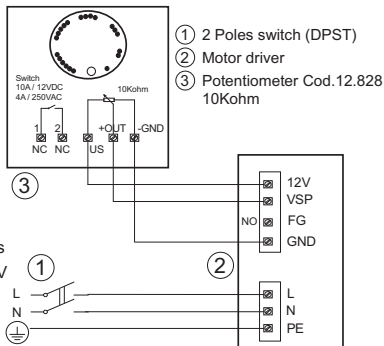 ① 2 Poles switch (DPST)
② Motor driver
③ Potentiometer Cod.12.828
10Kohm
Switch
10A / 12VDC
4A / 250VAC
10Kohm
1 2 +OUT -GND
NC NC US
③
12V
VSP
NO FG
GND
s
V
①
②
L L
N N
PE